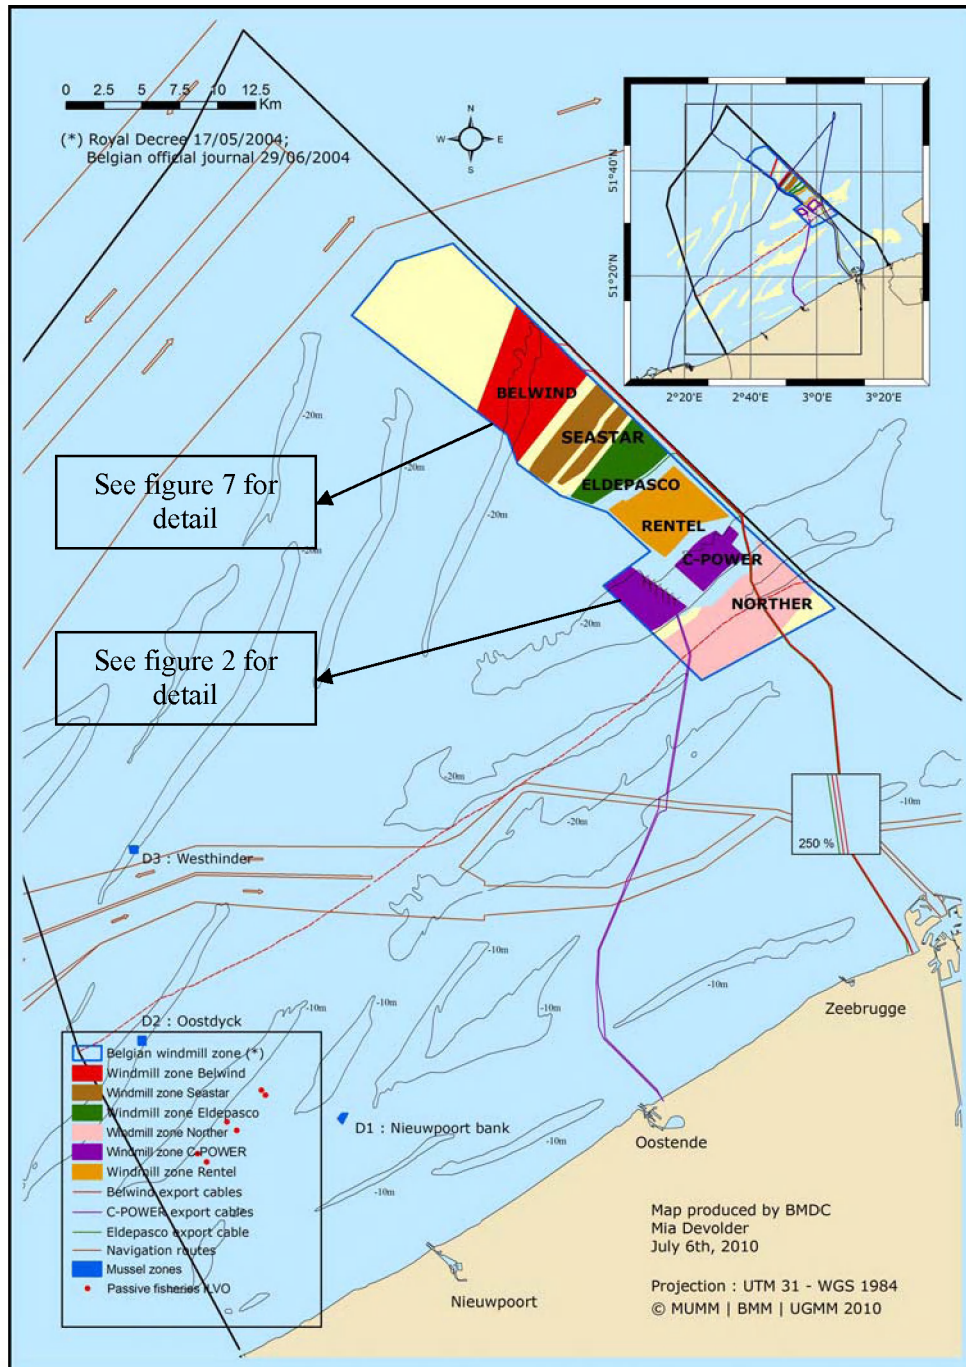 0 2.5 5 7.5 10 12.5
Km
(*) Royal Decree 17/05/2004;
Belgian official journal 29/06/2004
N
W E
S
51°40'N
51°20'N
2°20'E 2°40'E 3°0'E 3°20'E
-20m
BELWIND
SEASTAR
-20m
ELDEPASCO
See figure 7 for
detail
-20m
RENTEL
-20m
C-POWER
NORTHER
-20m
See figure 2 for
detail
-20m
-10m
-20m
250 %
D3 : Westhinder
-10m
-10m
-10m
-10m
-10m
Zeebrugge
D2 : Oostdyck
Belgian windmill zone (*)
Windmill zone Belwind
Windmill zone Seastar
Windmill zone Eldepasco
Windmill zone Norther
Windmill zone C-POWER
Windmill zone Rentel
Belwind export cables
C-POWER export cables
Eldepasco export cable
Navigation routes
Mussel zones
Passive fisheries ILVO
D1 : Nieuwpoort bank
Oostende
-10m
-10m
Nieuwpoort
Map produced by BMDC
Mia Devolder
July 6th, 2010
Projection : UTM 31 - WGS 1984
© MUMM | BMM | UGMM 2010